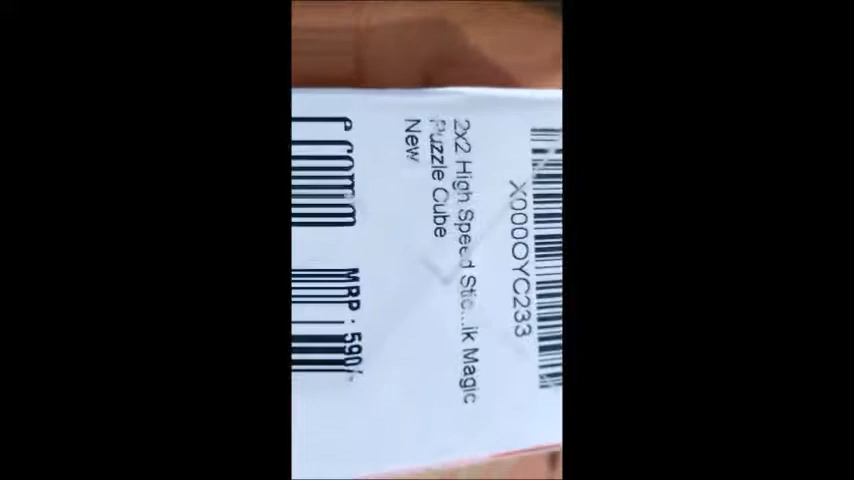 X000OYC233
2x2 High Speed Stic...ik Magic
Puzzle Cube
New
MRP : 590/-